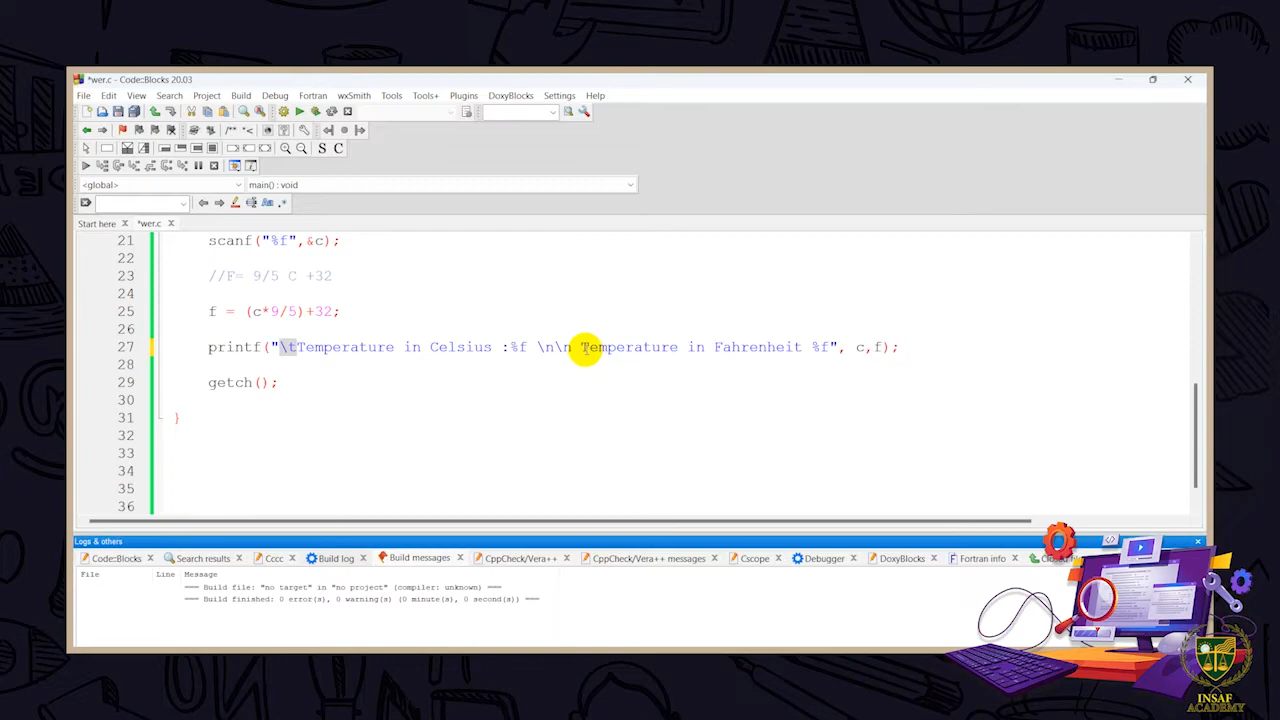 *wer.c - Code::Blocks 20.03
File Edit View Search Project Build Debug Fortran wxSmith Tools Tools+ Plugins DoxyBlocks Settings Help
<global> main() : void
Start here *wer.c
21 scanf("%f",&c);
22
23 //F= 9/5 C +32
24
25 f = (c*9/5)+32;
26
27 printf("\tTemperature in Celsius :%f \n\n Temperature in Fahrenheit %f", c,f);
28
29 getch();
30
31 }
32
33
34
35
36
Logs & others
Code::Blocks Search results Cccc Build log Build messages CppCheck/Vera++ CppCheck/Vera++ messages Cscope Debugger DoxyBlocks Fortran info
File Line Message
=== Build file: "no target" in "no project" (compiler: unknown) ===
=== Build finished: 0 error(s), 0 warning(s) (0 minute(s), 0 second(s)) ===
INSAF
ACADEMY